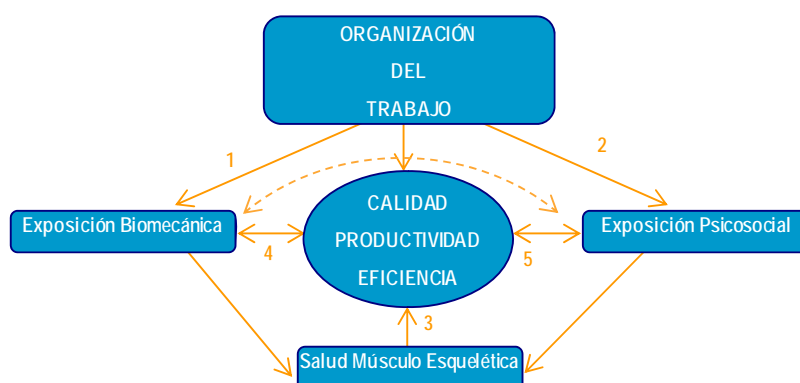 ORGANIZACIÓN
DEL
TRABAJO
1
2
CALIDAD
PRODUCTIVIDAD
EFICIENCIA
Exposición Biomecánica
Exposición Psicosocial
4
5
3
Salud Músculo Esquelética